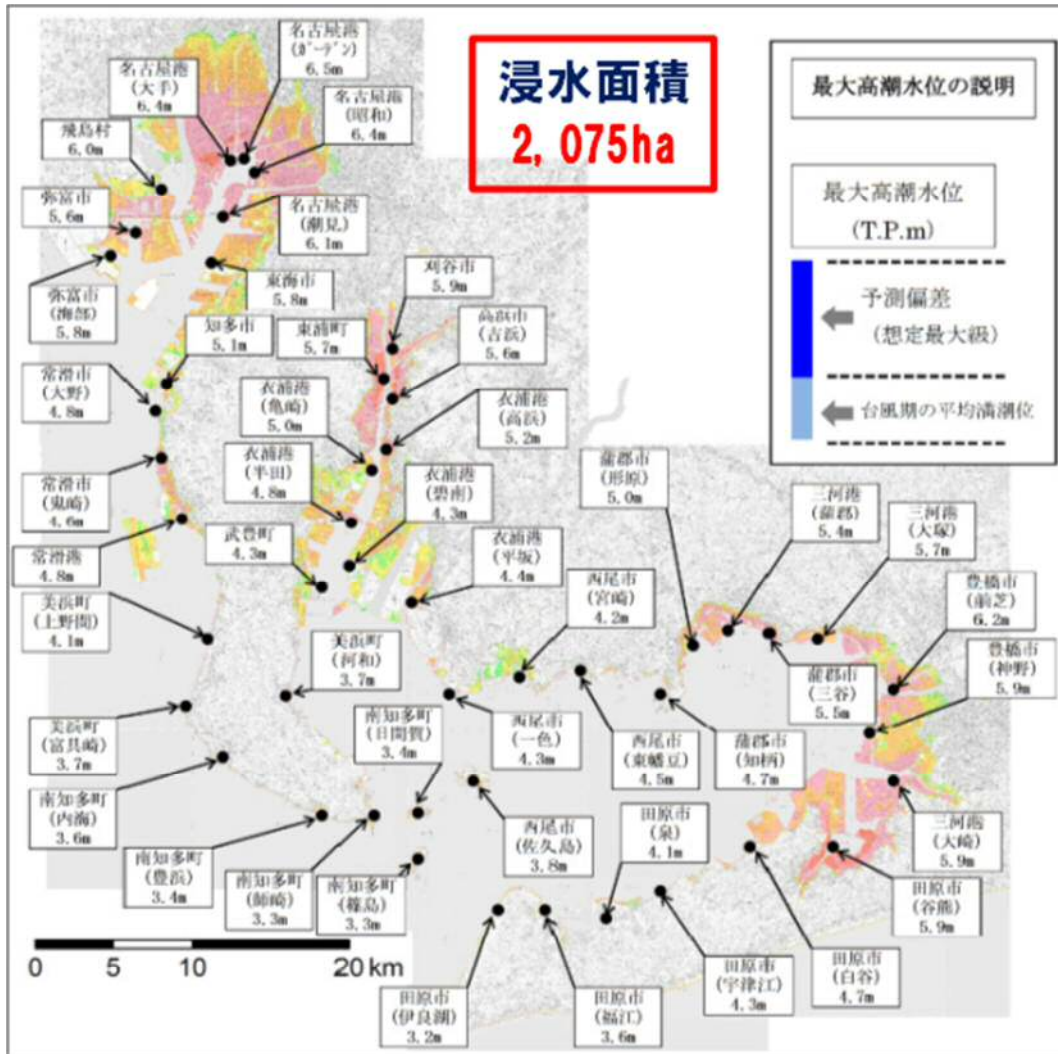 浸水面積
2,075ha
最大高潮水位の説明
最大高潮水位
(T.P.m)
予測偏差
(想定最大級)
台風期の平均満潮位
名古屋港
(ｶﾞｰﾃﾞﾝ)
6.5m
名古屋港
(大手)
6.4m
名古屋港
(昭和)
6.4m
飛島村
6.0m
弥富市
5.6m
名古屋港
(潮見)
6.1m
弥富市
(海部)
5.8m
東海市
5.8m
刈谷市
5.9m
知多市
5.1m
東浦町
5.7m
高浜市
(吉浜)
5.6m
常滑市
(大野)
4.8m
衣浦港
(亀崎)
5.0m
衣浦港
(高浜)
5.2m
常滑市
(鬼崎)
4.6m
衣浦港
(半田)
4.8m
衣浦港
(碧南)
4.3m
蒲郡市
(形原)
5.0m
三河港
(蒲郡)
5.4m
三河港
(大塚)
5.7m
常滑港
4.8m
武豊町
4.3m
衣浦港
(平坂)
4.4m
西尾市
(宮崎)
4.2m
豊橋市
(前芝)
6.2m
美浜町
(上野間)
4.1m
美浜町
(河和)
3.7m
豊橋市
(神野)
5.9m
蒲郡市
(三谷)
5.5m
美浜町
(富具崎)
3.7m
南知多町
(日間賀)
3.4m
西尾市
(一色)
4.3m
西尾市
(東幡豆)
4.5m
蒲郡市
(知柄)
4.7m
南知多町
(内海)
3.6m
南知多町
(豊浜)
3.4m
南知多町
(師崎)
3.3m
南知多町
(篠島)
3.3m
西尾市
(佐久島)
3.8m
田原市
(泉)
4.1m
三河港
(大崎)
5.9m
田原市
(谷熊)
5.9m
田原市
(伊良湖)
3.2m
田原市
(福江)
3.6m
田原市
(宇津江)
4.3m
田原市
(白谷)
4.7m
0 5 10 20 km